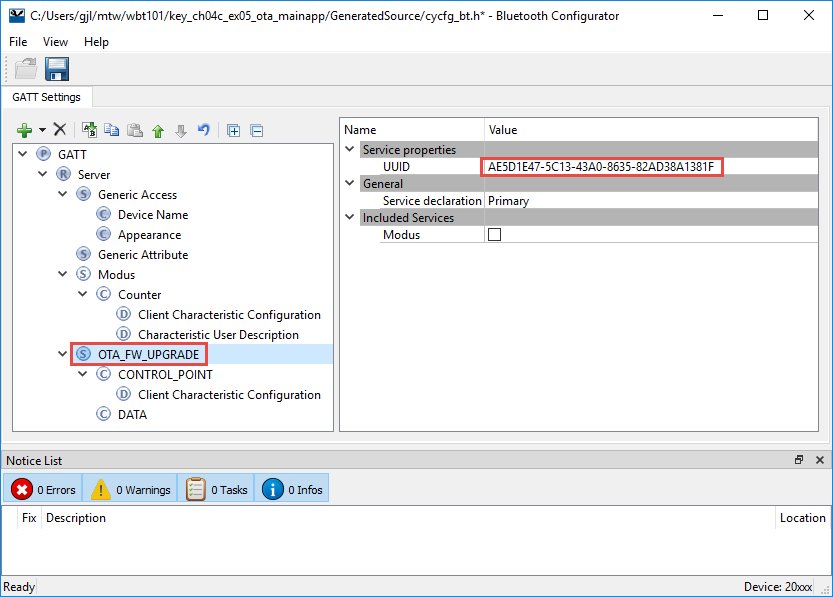 C:/Users/gjl/mtw/wbt101/key_ch04c_ex05_ota_mainapp/GeneratedSource/cycfg_bt.h* - Bluetooth Configurator
File View Help
GATT Settings
P GATT
R Server
S Generic Access
C Device Name
C Appearance
S Generic Attribute
S Modus
C Counter
D Client Characteristic Configuration
D Characteristic User Description
S OTA_FW_UPGRADE
C CONTROL_POINT
D Client Characteristic Configuration
C DATA
Name Value
Service properties
UUID AE5D1E47-5C13-43A0-8635-82AD38A1381F
General
Service declaration Primary
Included Services
Modus
Notice List
0 Errors 0 Warnings 0 Tasks 0 Infos
Fix Description Location
Ready Device: 20xxx